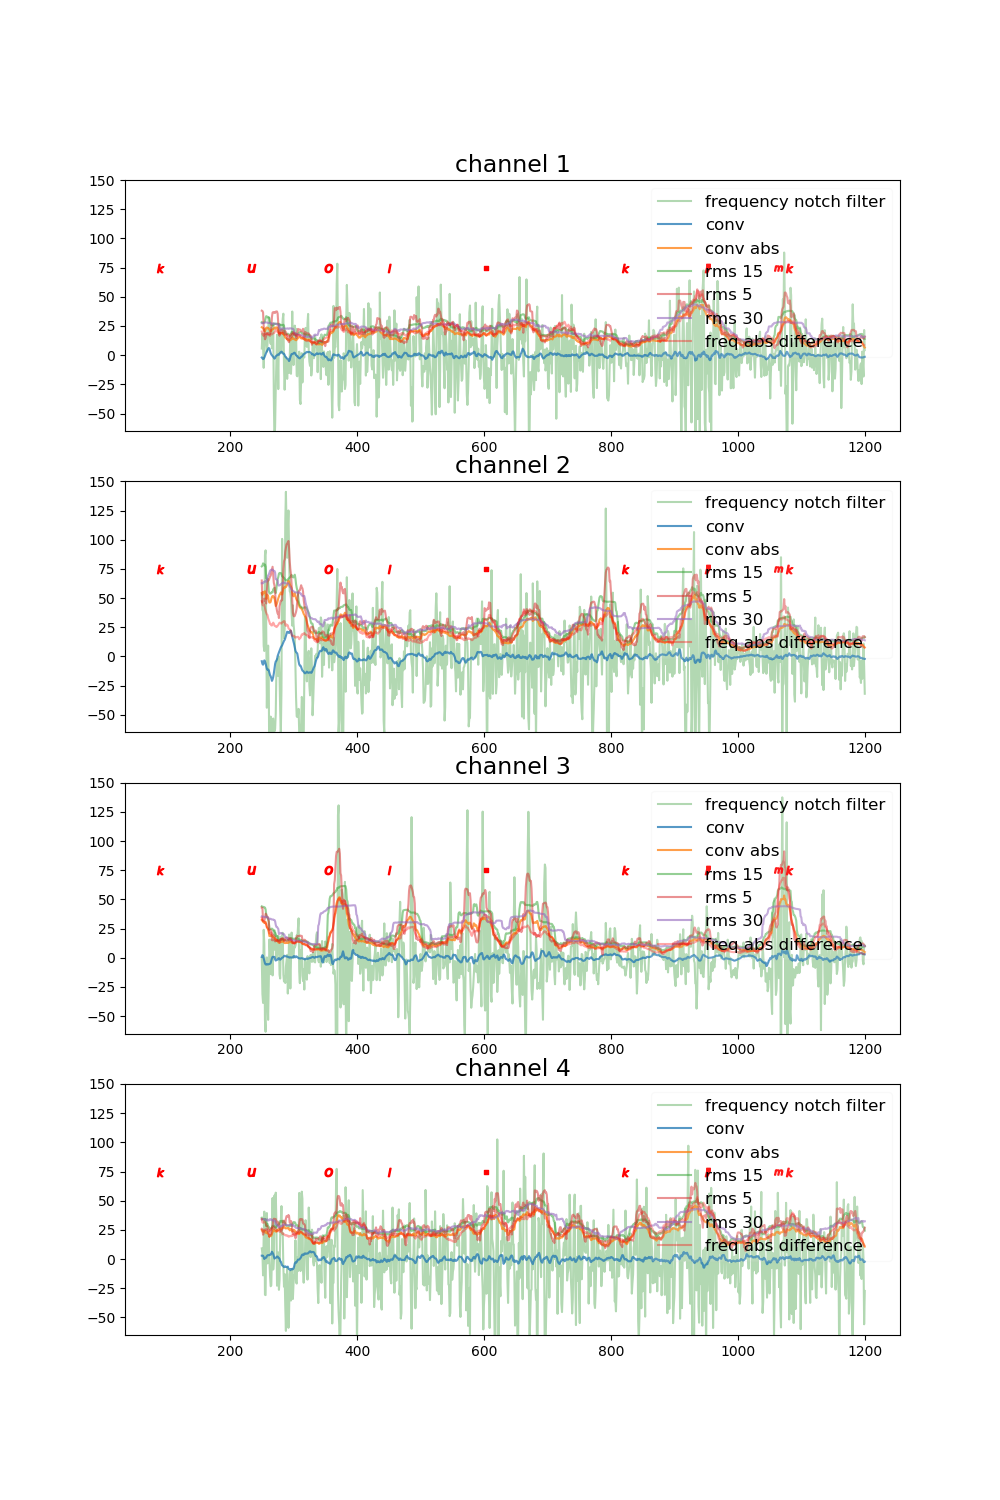 channel 1
150
125
100
75
50
25
0
−25
−50
k u o l . k mk
frequency notch filter
conv
conv abs
rms 15
rms 5
rms 30
freq abs difference
200 400 600 800 1000 1200
channel 2
150
125
100
75
50
25
0
−25
−50
k u o l . k mk
frequency notch filter
conv
conv abs
rms 15
rms 5
rms 30
freq abs difference
200 400 600 800 1000 1200
channel 3
150
125
100
75
50
25
0
−25
−50
k u o l . k mk
frequency notch filter
conv
conv abs
rms 15
rms 5
rms 30
freq abs difference
200 400 600 800 1000 1200
channel 4
150
125
100
75
50
25
0
−25
−50
k u o l . k mk
frequency notch filter
conv
conv abs
rms 15
rms 5
rms 30
freq abs difference
200 400 600 800 1000 1200